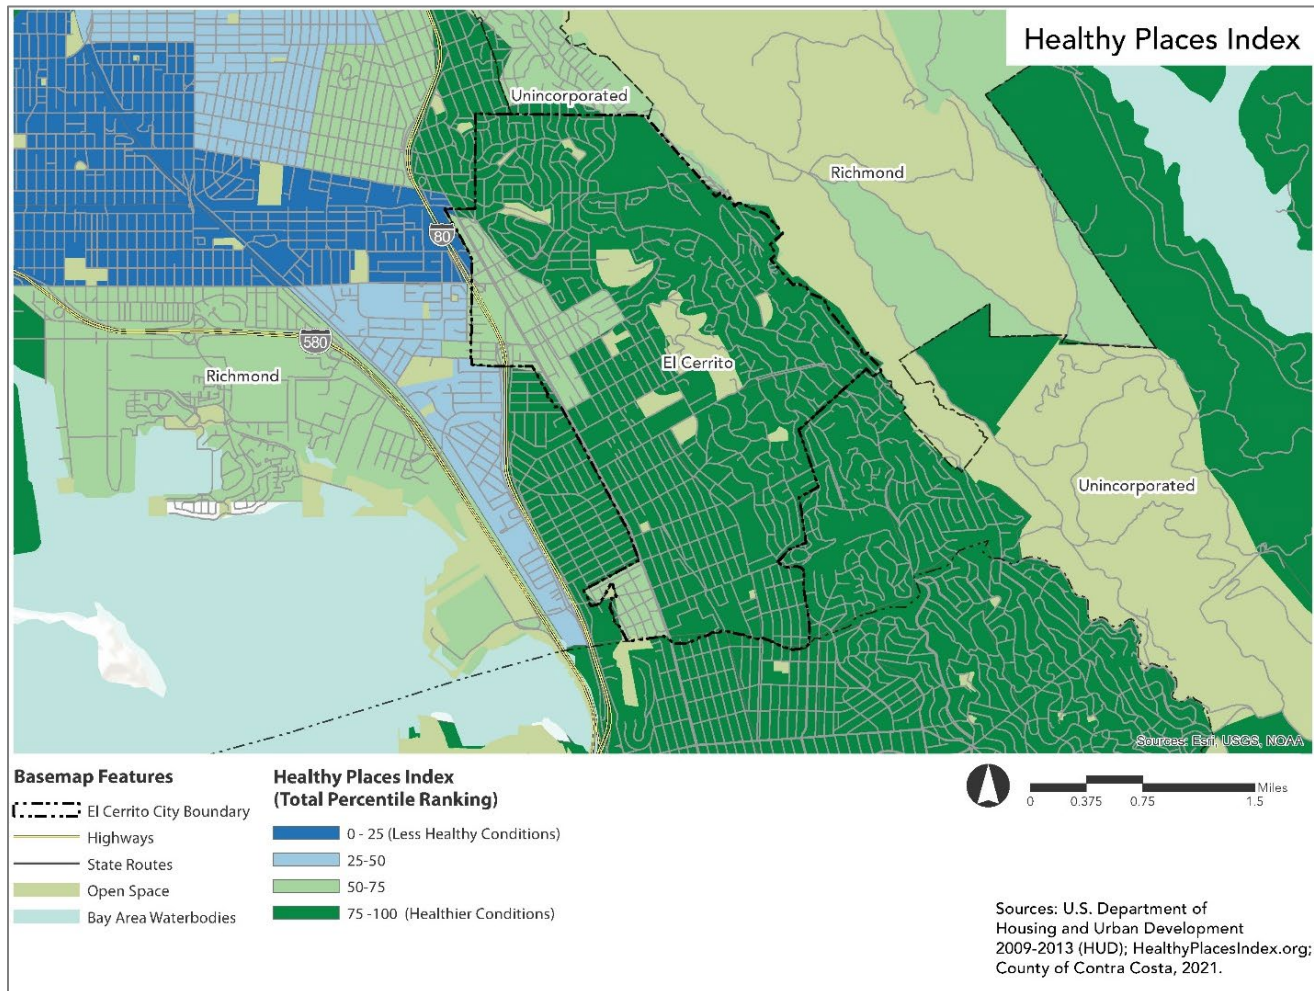 Healthy Places Index
Unincorporated
Richmond
80
580
Richmond
El Cerrito
Unincorporated
Sources: Esri, USGS, NOAA
Basemap Features
El Cerrito City Boundary
Highways
State Routes
Open Space
Bay Area Waterbodies
Healthy Places Index
(Total Percentile Ranking)
0 - 25 (Less Healthy Conditions)
25-50
50-75
75 -100 (Healthier Conditions)
Miles
0 0.375 0.75 1.5
Sources: U.S. Department of
Housing and Urban Development
2009-2013 (HUD); HealthyPlacesIndex.org;
County of Contra Costa, 2021.